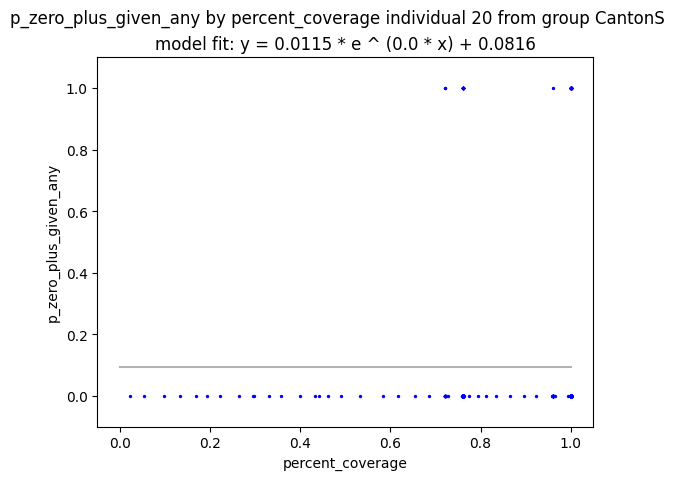 p_zero_plus_given_any by percent_coverage individual 20 from group CantonS
model fit: y = 0.0115 * e ^ (0.0 * x) + 0.0816
1.0
0.8
0.6
0.4
0.2
0.0
p_zero_plus_given_any
0.0 0.2 0.4 0.6 0.8 1.0
percent_coverage